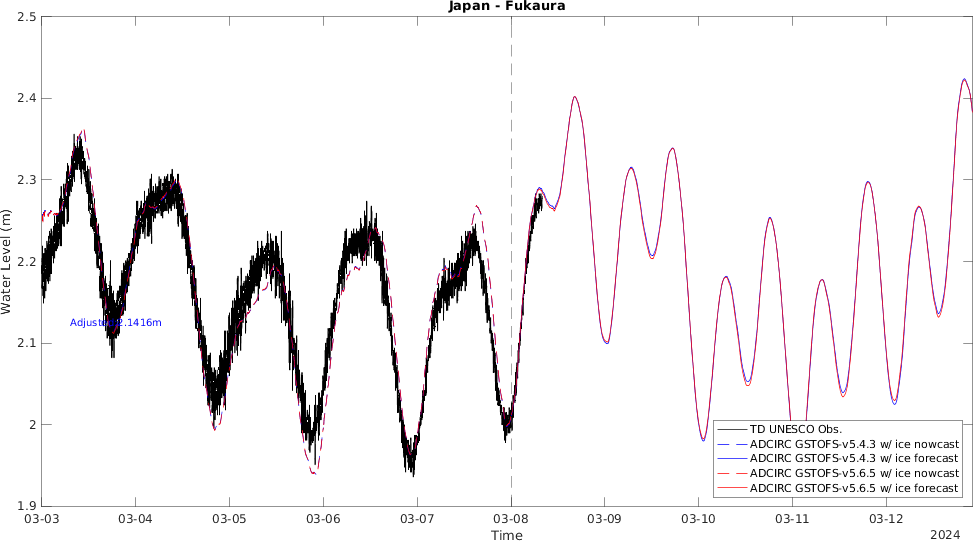 Japan - Fukaura
2.5
2.4
2.3
2.2
2.1
2
1.9
Water Level (m)
2.1416m
03-03 03-04 03-05 03-06 03-07 03-08 03-09 03-10 03-11 03-12
Time
2024
TD UNESCO Obs.
ADCIRC GSTOFS-v5.4.3 w/ ice nowcast
ADCIRC GSTOFS-v5.4.3 w/ ice forecast
ADCIRC GSTOFS-v5.6.5 w/ ice nowcast
ADCIRC GSTOFS-v5.6.5 w/ ice forecast